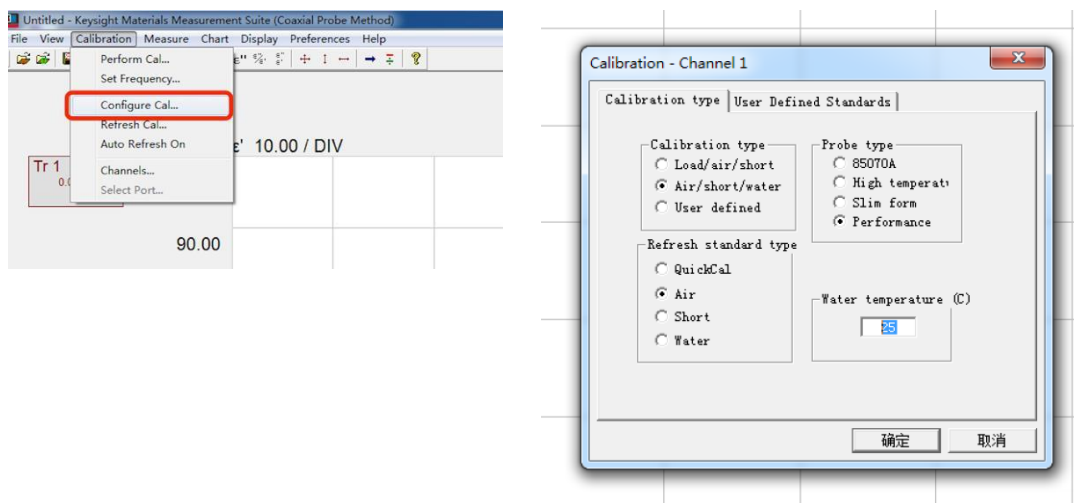 Untitled - Keysight Materials Measurement Suite (Coaxial Probe Method)
File View Calibration Measure Chart Display Preferences Help
Perform Cal...
Set Frequency...
Configure Cal...
Refresh Cal...
Auto Refresh On
Channels...
Select Port...
ε' 10.00 / DIV
Tr 1
90.00
Calibration - Channel 1
Calibration type User Defined Standards
Calibration type
Load/air/short
Air/short/water
User defined
Probe type
85070A
High temperatu
Slim form
Performance
Refresh standard type
QuickCal
Air
Short
Water
Water temperature (C)
25
确定 取消